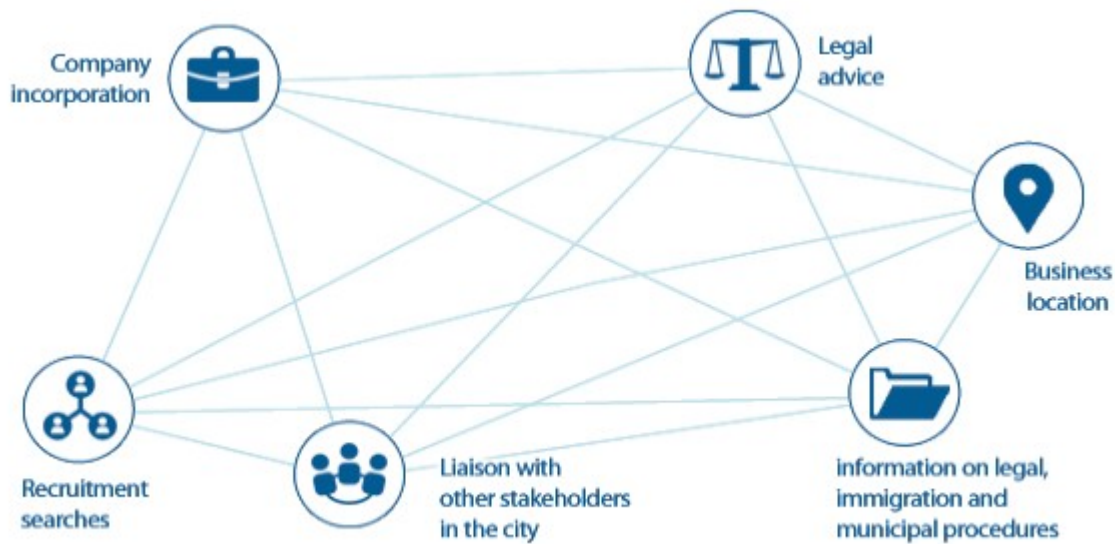 Company
incorporation
Legal
advice
Business
location
Recruitment
searches
Liaison with
other stakeholders
in the city
information on legal,
immigration and
municipal procedures